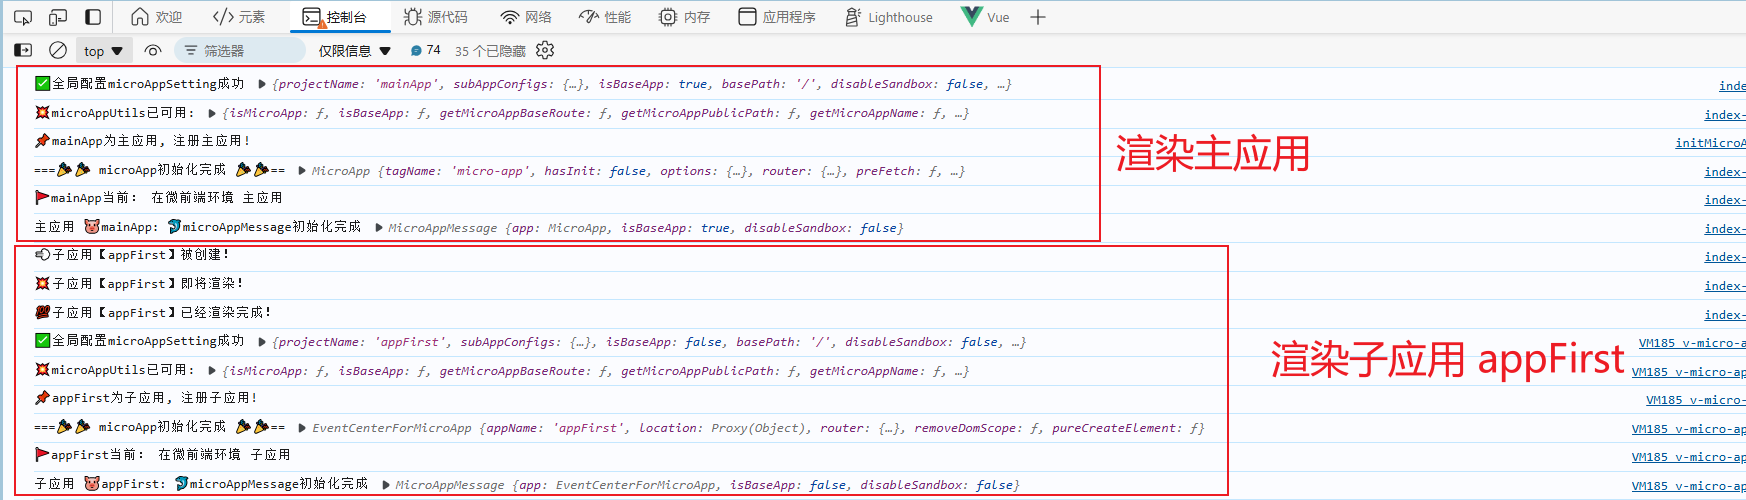 欢迎 元素 控制台 源代码 网络 性能 内存 应用程序 Lighthouse Vue
top 筛选器 仅限信息 74 35 个已隐藏
全局配置microAppSetting成功 {projectName: 'mainApp', subAppConfigs: {…}, isBaseApp: true, basePath: '/', disableSandbox: false, …} inde
microAppUtils已可用: {isMicroApp: ƒ, isBaseApp: ƒ, getMicroAppBaseRoute: ƒ, getMicroAppPublicPath: ƒ, getMicroAppName: ƒ, …} index-
mainApp为主应用, 注册主应用! initMicroA
渲染主应用
=== microApp初始化完成 == MicroApp {tagName: 'micro-app', hasInit: false, options: {…}, router: {…}, preFetch: ƒ, …} index-
mainApp当前: 在微前端环境 主应用 index-
主应用 mainApp: microAppMessage初始化完成 MicroAppMessage {app: MicroApp, isBaseApp: true, disableSandbox: false} index-
子应用【appFirst】被创建! index-
子应用【appFirst】即将渲染! index-
子应用【appFirst】已经渲染完成! index-
全局配置microAppSetting成功 {projectName: 'appFirst', subAppConfigs: {…}, isBaseApp: false, basePath: '/', disableSandbox: false, …} VM185 v-micro-a
渲染子应用 appFirst
microAppUtils已可用: {isMicroApp: ƒ, isBaseApp: ƒ, getMicroAppBaseRoute: ƒ, getMicroAppPublicPath: ƒ, getMicroAppName: ƒ, …} VM185 v-micro-ap
appFirst为子应用, 注册子应用! VM185 v-micro-
=== microApp初始化完成 == EventCenterForMicroApp {appName: 'appFirst', location: Proxy(Object), router: {…}, removeDomScope: ƒ, pureCreateElement: ƒ} VM185 v-micro-ap
appFirst当前: 在微前端环境 子应用 VM185 v-micro-ap
子应用 appFirst: microAppMessage初始化完成 MicroAppMessage {app: EventCenterForMicroApp, isBaseApp: false, disableSandbox: false} VM185 v-micro-ap